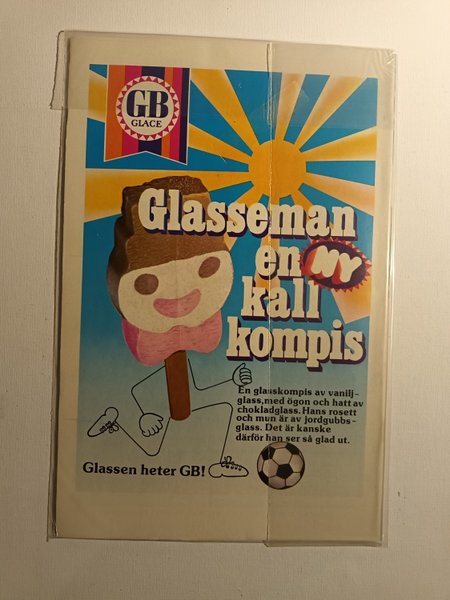 GB
GLACE
Glasseman
en NY
kall
kompis
En glasskompis av vanilj-
glass,med ögon och hatt av
chokladglass. Hans rosett
och mun är av jordgubbs-
glass. Det är kanske
därför han ser så glad ut.
Glassen heter GB!